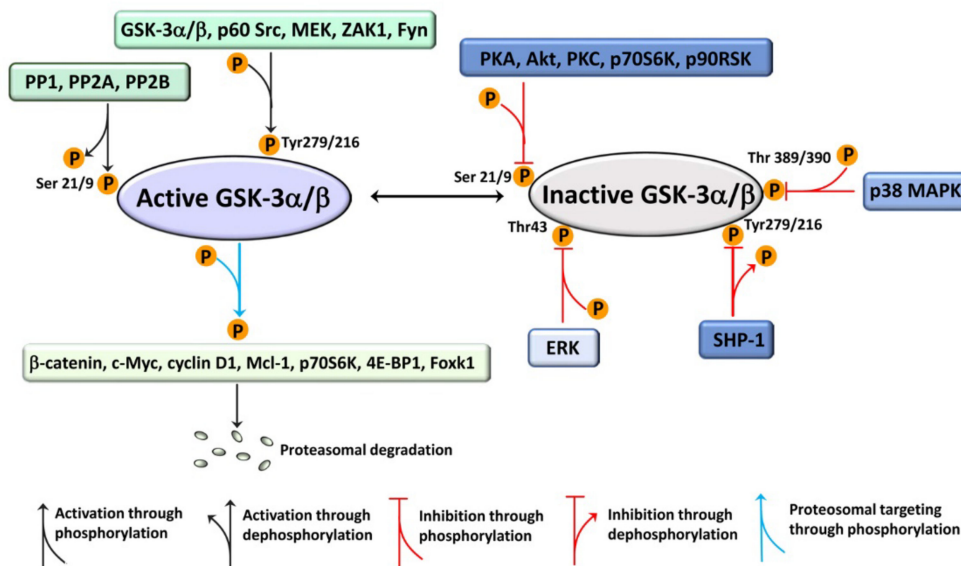 GSK-3α/β, p60 Src, MEK, ZAK1, Fyn
PP1, PP2A, PP2B
PKA, Akt, PKC, p70S6K, p90RSK
P
P
P
P
P
Tyr279/216
Ser 21/9
P
Active GSK-3α/β
Ser 21/9
P
Inactive GSK-3α/β
Thr 389/390
P
P
p38 MAPK
Thr43
P
P
Tyr279/216
P
P
P
P
ERK
SHP-1
β-catenin, c-Myc, cyclin D1, Mcl-1, p70S6K, 4E-BP1, Foxk1
Proteasomal degradation
Activation through
phosphorylation
Activation through
dephosphorylation
Inhibition through
phosphorylation
Inhibition through
dephosphorylation
Proteosomal targeting
through phosphorylation